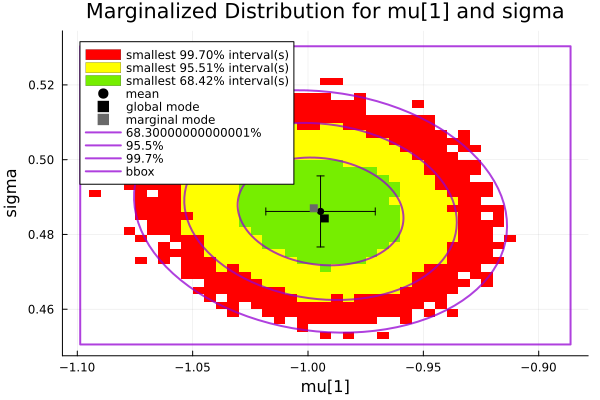 Marginalized Distribution for mu[1] and sigma
smallest 99.70% interval(s)
smallest 95.51% interval(s)
smallest 68.42% interval(s)
mean
global mode
marginal mode
68.30000000000001%
95.5%
99.7%
bbox
sigma
0.52
0.50
0.48
0.46
−1.10
−1.05
−1.00
−0.95
−0.90
mu[1]